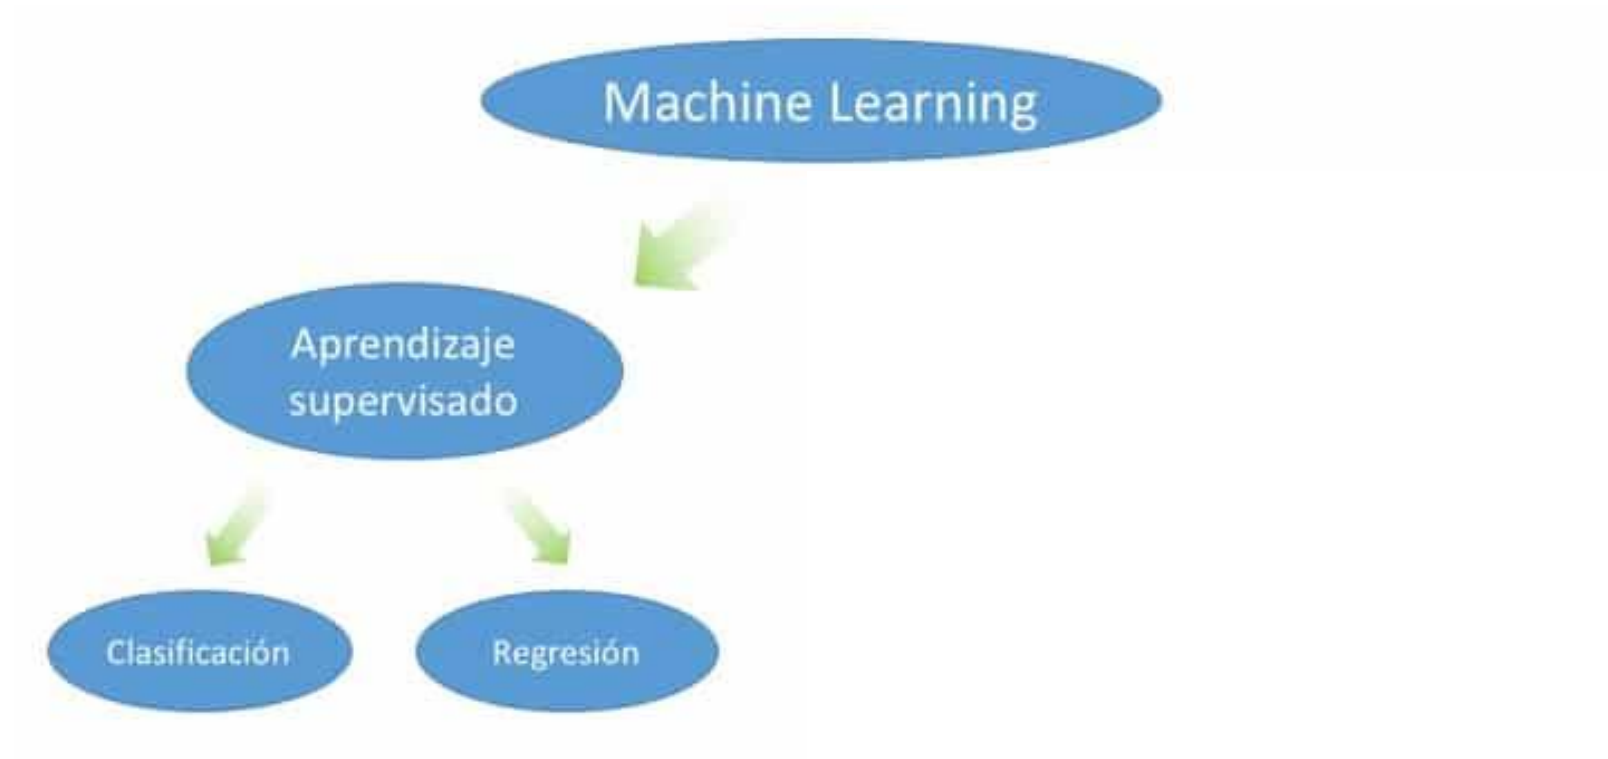 Machine Learning
Aprendizaje
supervisado
Clasificación
Regresión